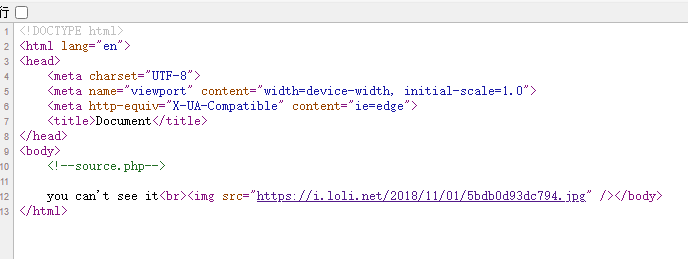 行
1 <!DOCTYPE html>
2 <html lang="en">
3 <head>
4 <meta charset="UTF-8">
5 <meta name="viewport" content="width=device-width, initial-scale=1.0">
6 <meta http-equiv="X-UA-Compatible" content="ie=edge">
7 <title>Document</title>
8 </head>
9 <body>
10 <!--source.php-->
11
12 you can't see it<br><img src="https://i.loli.net/2018/11/01/5bdb0d93dc794.jpg" /></body>
13 </html>